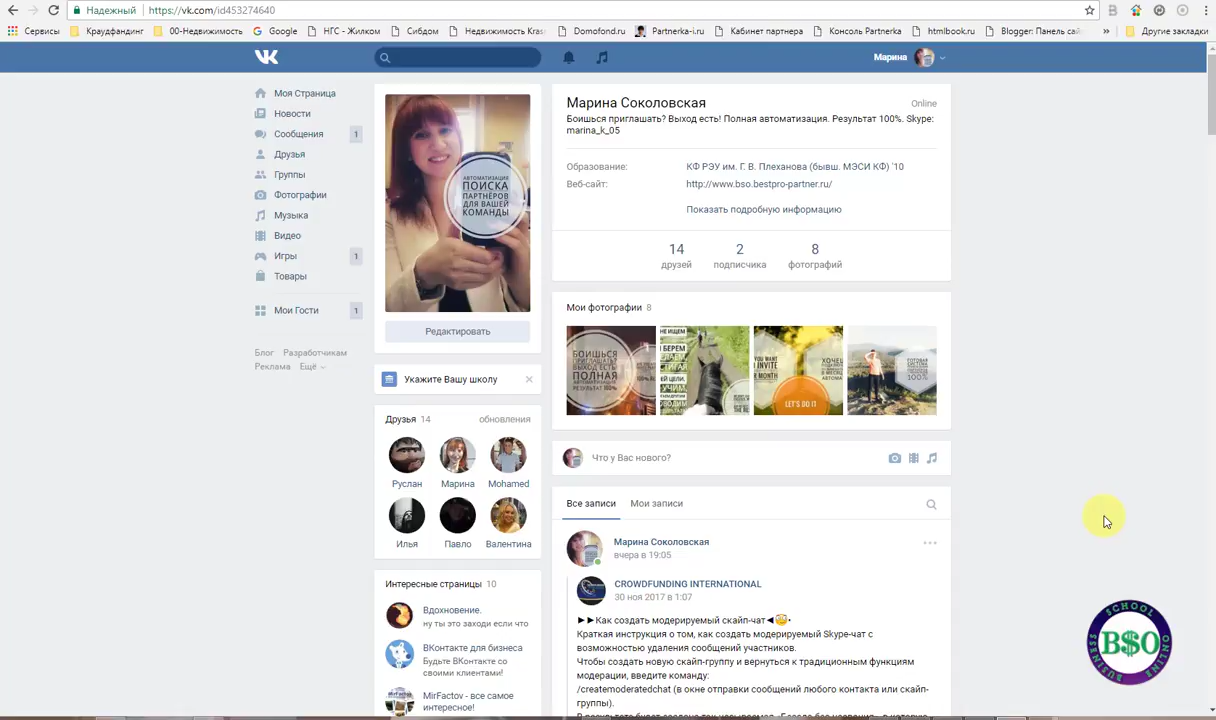 Надежный https://vk.com/id453274640
Сервисы Краудфандинг 00-Недвижимость Google НГС - Жилком Сибдом Недвижимость Kras Domofond.ru Partnerka-i.ru Кабинет партнера Консоль Partnerka htmlbook.ru Blogger: Панель сай » Другие закладки
Марина
Моя Страница
Новости
Сообщения 1
Друзья
Группы
Фотографии
Музыка
Видео
Игры 1
Товары
Мои Гости 1
Блог Разработчикам
Реклама Ещё
АВТОМАТИЗАЦИЯ
ПОИСКА
ПАРТНЁРОВ
ДЛЯ ВАШЕЙ
КОМАНДЫ
Редактировать
Укажите Вашу школу
Друзья 14 обновления
Руслан Марина Mohamed
Илья Павло Валентина
Интересные страницы 10
Вдохновение.
ну ты это заходи если что
ВКонтакте для бизнеса
Будьте ВКонтакте со
своими клиентами!
MirFactov - все самое
интересное!
Марина Соколовская Online
Боишься приглашать? Выход есть! Полная автоматизация. Результат 100%. Skype:
marina_k_05
Образование: КФ РЭУ им. Г. В. Плеханова (бывш. МЭСИ КФ) '10
Веб-сайт: http://www.bso.bestpro-partner.ru/
Показать подробную информацию
14 2 8
друзей подписчика фотографий
Мои фотографии 8
БОИШЬСЯ
ПРИГЛАШАТЬ?
ВЫХОД ЕСТЬ!
ПОЛНАЯ
АВТОМАТИЗАЦИЯ
РЕЗУЛЬТАТ 100%
LET'S DO IT
Что у Вас нового?
Все записи Мои записи
Марина Соколовская
вчера в 19:05
CROWDFUNDING INTERNATIONAL
30 ноя 2017 в 1:07
►►Как создать модерируемый скайп-чат◄😳•
Краткая инструкция о том, как создать модерируемый Skype-чат с
возможностью удаления сообщений участников.
Чтобы создать новую скайп-группу и вернуться к традиционным функциям
модерации, введите команду:
/createmoderatedchat (в окне отправки сообщений любого контакта или скайп-
группы).
SCHOOL ONLINE BUSINESS
B$O